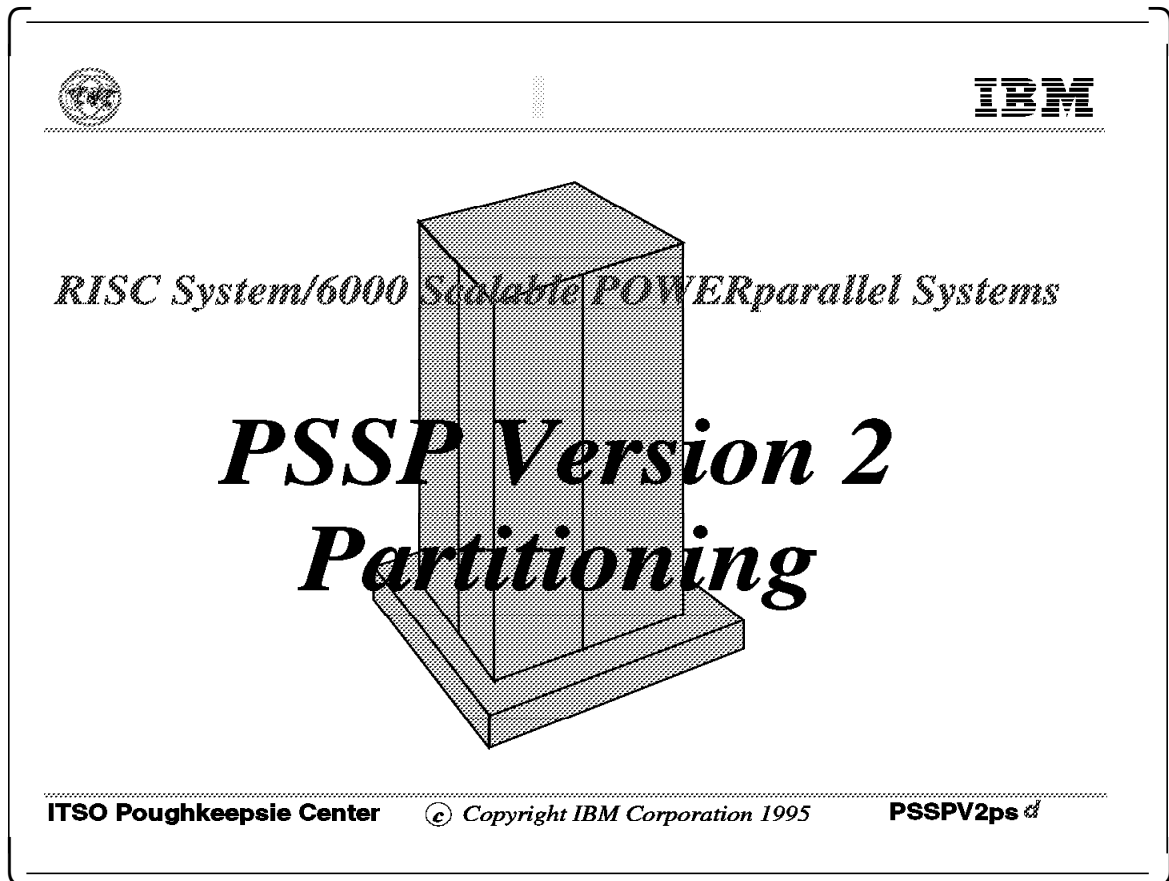 IBM
RISC System/6000 Scalable POWERparallel Systems
PSSP Version 2
Partitioning
ITSO Poughkeepsie Center © Copyright IBM Corporation 1995 PSSPV2ps